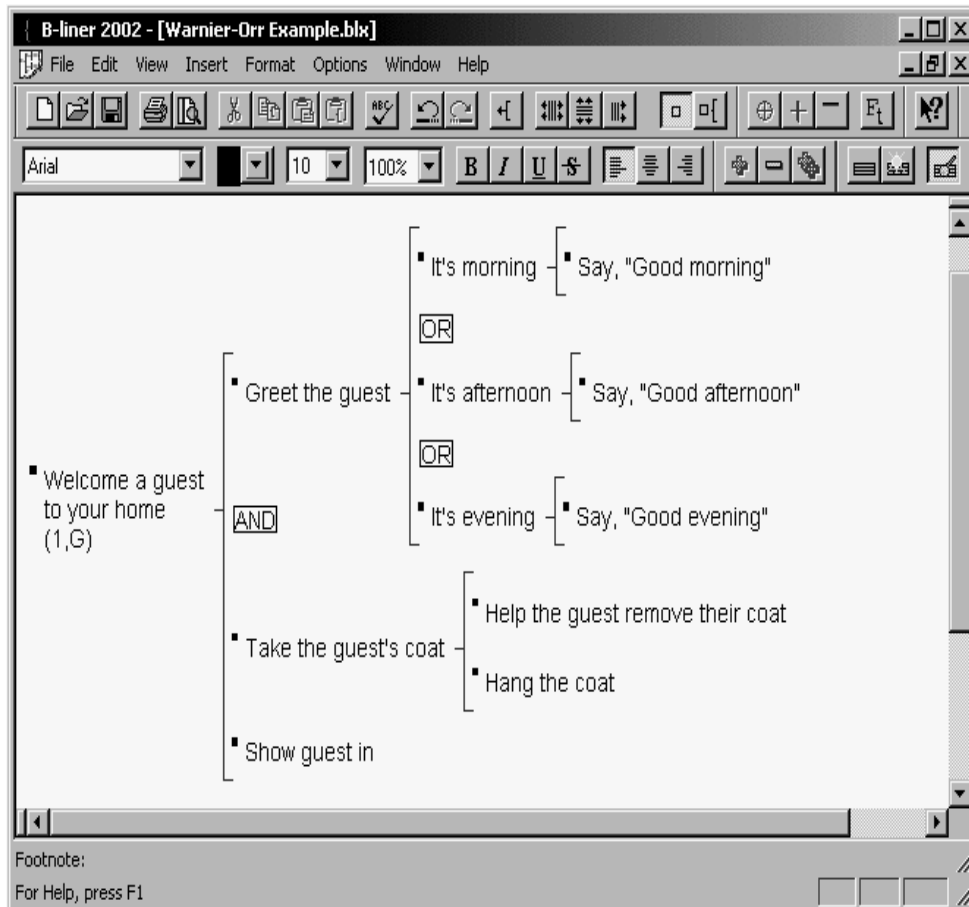 B-liner 2002 - [Warnier-Orr Example.blx]
File Edit View Insert Format Options Window Help
ABC
Ft
Arial 10 100% B I U S
It's morning Say, "Good morning"
OR
Greet the guest It's afternoon Say, "Good afternoon"
OR
Welcome a guest
to your home
(1,G)
AND
It's evening Say, "Good evening"
Help the guest remove their coat
Take the guest's coat
Hang the coat
Show guest in
Footnote:
For Help, press F1